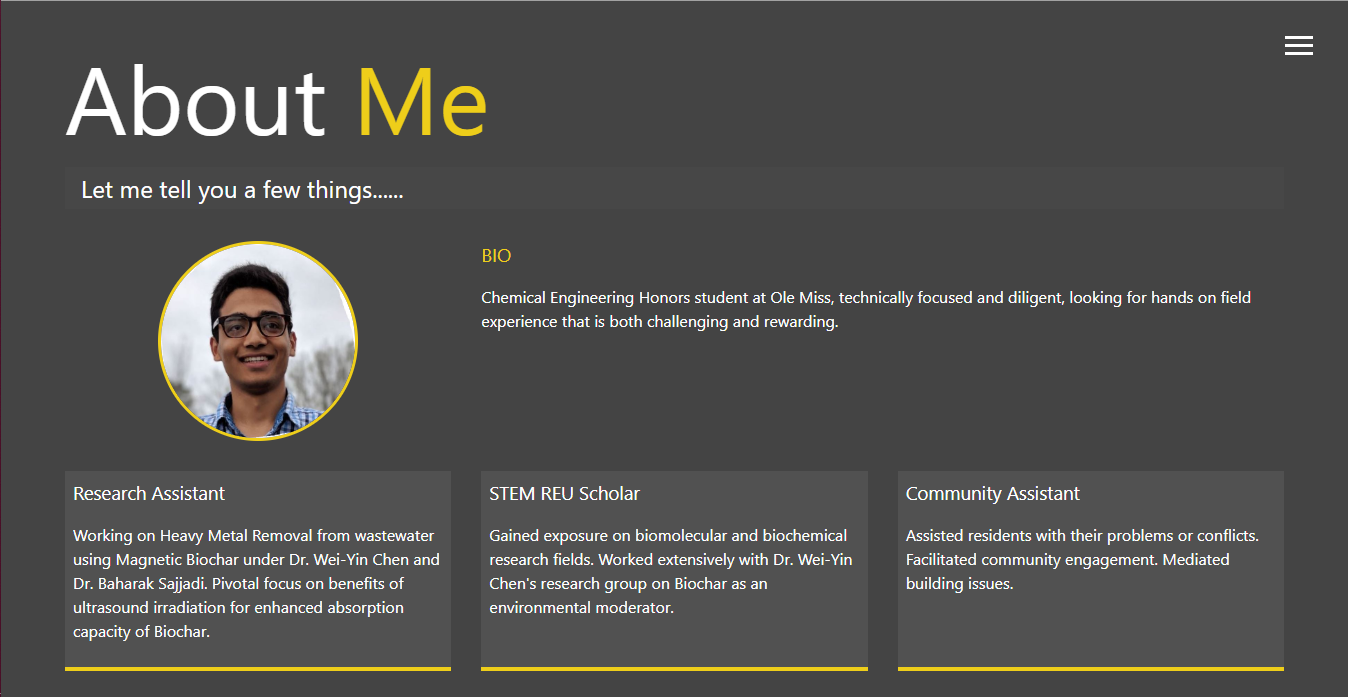 About Me
Let me tell you a few things......
BIO
Chemical Engineering Honors student at Ole Miss, technically focused and diligent, looking for hands on field
experience that is both challenging and rewarding.
Research Assistant
Working on Heavy Metal Removal from wastewater
using Magnetic Biochar under Dr. Wei-Yin Chen and
Dr. Baharak Sajjadi. Pivotal focus on benefits of
ultrasound irradiation for enhanced absorption
capacity of Biochar.
STEM REU Scholar
Gained exposure on biomolecular and biochemical
research fields. Worked extensively with Dr. Wei-Yin
Chen's research group on Biochar as an
environmental moderator.
Community Assistant
Assisted residents with their problems or conflicts.
Facilitated community engagement. Mediated
building issues.